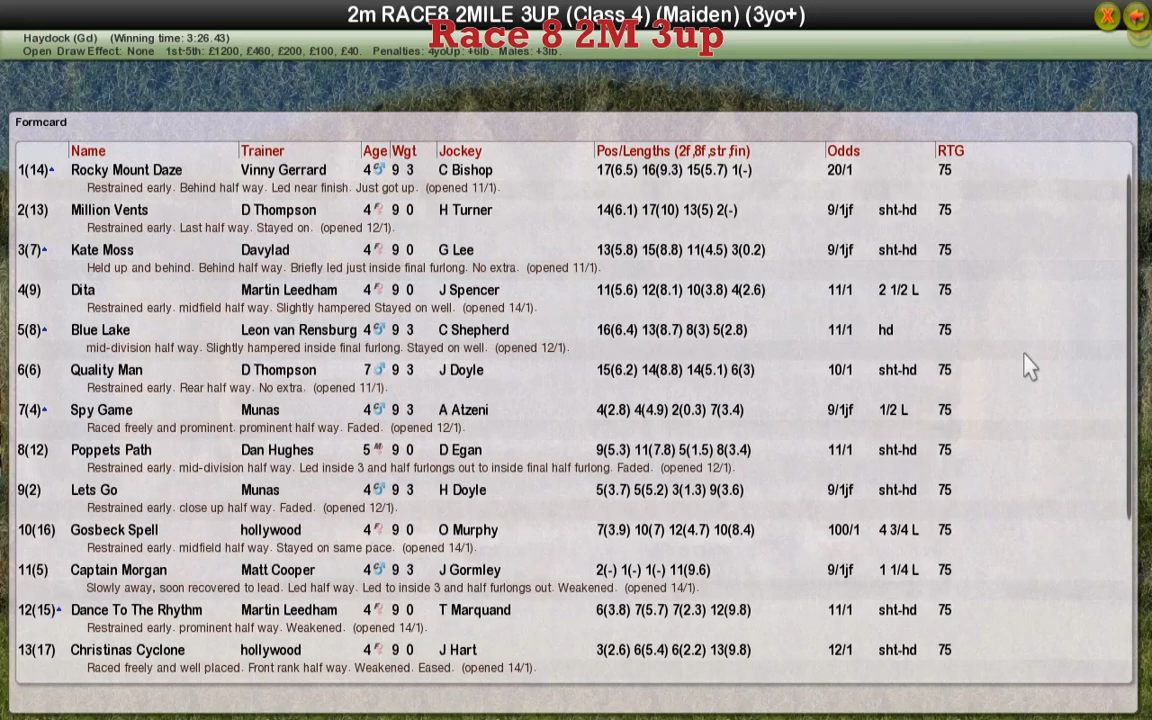 2m RACE8 2MILE 3UP (Class 4) (Maiden) (3yo+)
Race 8 2M 3up
Haydock (Gd) (Winning time: 3:26.43)
Open Draw Effect: None 1st-5th: £1200, £460, £200, £100, £40. Penalties: 4yoUp: +6lb. Males: +3lb.
Formcard
Name Trainer Age Wgt Jockey Pos/Lengths (2f,8f,str,fin) Odds RTG
1(14) Rocky Mount Daze Vinny Gerrard 4 9 3 C Bishop 17(6.5) 16(9.3) 15(5.7) 1(-) 20/1 75
Restrained early. Behind half way. Led near finish. Just got up. (opened 11/1).
2(13) Million Vents D Thompson 4 9 0 H Turner 14(6.1) 17(10) 13(5) 2(-) 9/1jf sht-hd 75
Restrained early. Last half way. Stayed on. (opened 12/1).
3(7) Kate Moss Davylad 4 9 0 G Lee 13(5.8) 15(8.8) 11(4.5) 3(0.2) 9/1jf sht-hd 75
Held up and behind. Behind half way. Briefly led just inside final furlong. No extra. (opened 11/1).
4(9) Dita Martin Leedham 4 9 0 J Spencer 11(5.6) 12(8.1) 10(3.8) 4(2.6) 11/1 2 1/2 L 75
Restrained early. midfield half way. Slightly hampered Stayed on well. (opened 14/1).
5(8) Blue Lake Leon van Rensburg 4 9 3 C Shepherd 16(6.4) 13(8.7) 8(3) 5(2.8) 11/1 hd 75
mid-division half way. Slightly hampered inside final furlong. Stayed on well. (opened 12/1).
6(6) Quality Man D Thompson 7 9 3 J Doyle 15(6.2) 14(8.8) 14(5.1) 6(3) 10/1 sht-hd 75
Restrained early. Rear half way. No extra. (opened 11/1).
7(4) Spy Game Munas 4 9 3 A Atzeni 4(2.8) 4(4.9) 2(0.3) 7(3.4) 9/1jf 1/2 L 75
Raced freely and prominent. prominent half way. Faded. (opened 12/1).
8(12) Poppets Path Dan Hughes 5 9 0 D Egan 9(5.3) 11(7.8) 5(1.5) 8(3.4) 11/1 sht-hd 75
Restrained early. mid-division half way. Led inside 3 and half furlongs out to inside final half furlong. Faded. (opened 12/1).
9(2) Lets Go Munas 4 9 3 H Doyle 5(3.7) 5(5.2) 3(1.3) 9(3.6) 9/1jf sht-hd 75
Restrained early. close up half way. Faded. (opened 12/1).
10(16) Gosbeck Spell hollywood 4 9 0 O Murphy 7(3.9) 10(7) 12(4.7) 10(8.4) 100/1 4 3/4 L 75
Restrained early. midfield half way. Stayed on same pace. (opened 14/1).
11(5) Captain Morgan Matt Cooper 4 9 3 J Gormley 2(-) 1(-) 1(-) 11(9.6) 9/1jf 1 1/4 L 75
Slowly away, soon recovered to lead. Led half way. Led to inside 3 and half furlongs out. Weakened. (opened 14/1).
12(15) Dance To The Rhythm Martin Leedham 4 9 0 T Marquand 6(3.8) 7(5.7) 7(2.3) 12(9.8) 11/1 sht-hd 75
Restrained early. prominent half way. Weakened. (opened 14/1).
13(17) Christinas Cyclone hollywood 4 9 0 J Hart 3(2.6) 6(5.4) 6(2.2) 13(9.8) 12/1 sht-hd 75
Raced freely and well placed. Front rank half way. Weakened. Eased. (opened 14/1).